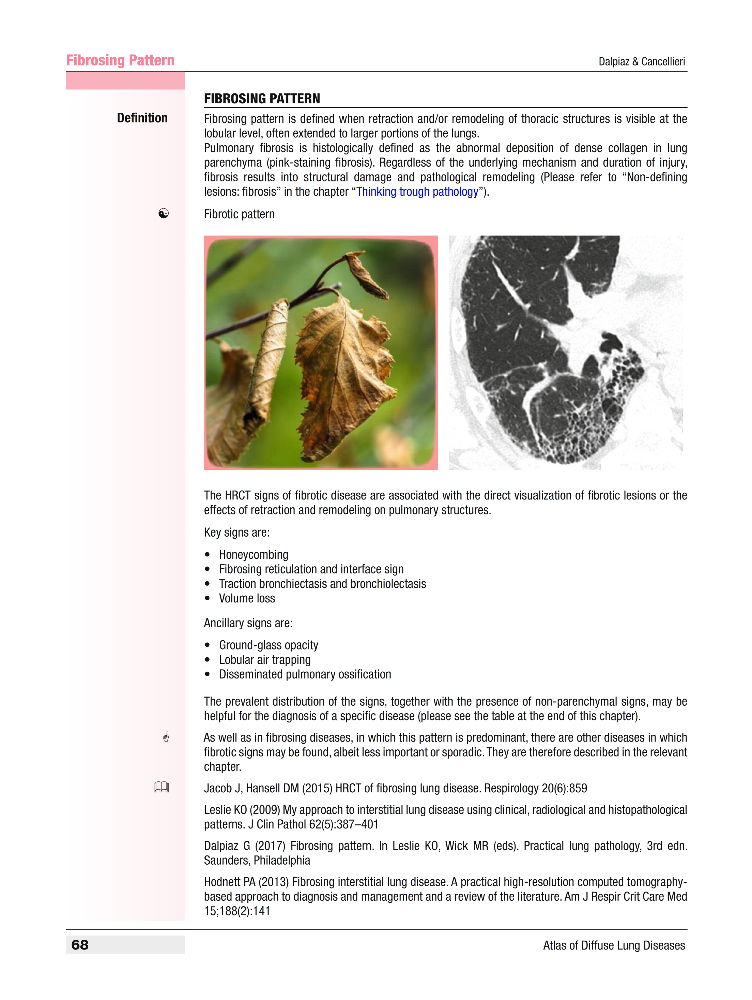 Fibrosing Pattern
Dalpiaz & Cancellieri
FIBROSING PATTERN
Definition
Fibrosing pattern is defined when retraction and/or remodeling of thoracic structures is visible at the
lobular level, often extended to larger portions of the lungs.
Pulmonary fibrosis is histologically defined as the abnormal deposition of dense collagen in lung
parenchyma (pink-staining fibrosis). Regardless of the underlying mechanism and duration of injury,
fibrosis results into structural damage and pathological remodeling (Please refer to “Non-defining
lesions: fibrosis” in the chapter “Thinking trough pathology”).
Fibrotic pattern
The HRCT signs of fibrotic disease are associated with the direct visualization of fibrotic lesions or the
effects of retraction and remodeling on pulmonary structures.
Key signs are:
• Honeycombing
• Fibrosing reticulation and interface sign
• Traction bronchiectasis and bronchiolectasis
• Volume loss
Ancillary signs are:
• Ground-glass opacity
• Lobular air trapping
• Disseminated pulmonary ossification
The prevalent distribution of the signs, together with the presence of non-parenchymal signs, may be
helpful for the diagnosis of a specific disease (please see the table at the end of this chapter).
As well as in fibrosing diseases, in which this pattern is predominant, there are other diseases in which
fibrotic signs may be found, albeit less important or sporadic. They are therefore described in the relevant
chapter.
Jacob J, Hansell DM (2015) HRCT of fibrosing lung disease. Respirology 20(6):859
Leslie KO (2009) My approach to interstitial lung disease using clinical, radiological and histopathological
patterns. J Clin Pathol 62(5):387–401
Dalpiaz G (2017) Fibrosing pattern. In Leslie KO, Wick MR (eds). Practical lung pathology, 3rd edn.
Saunders, Philadelphia
Hodnett PA (2013) Fibrosing interstitial lung disease. A practical high-resolution computed tomography-
based approach to diagnosis and management and a review of the literature. Am J Respir Crit Care Med
15;188(2):141
68
Atlas of Diffuse Lung Diseases